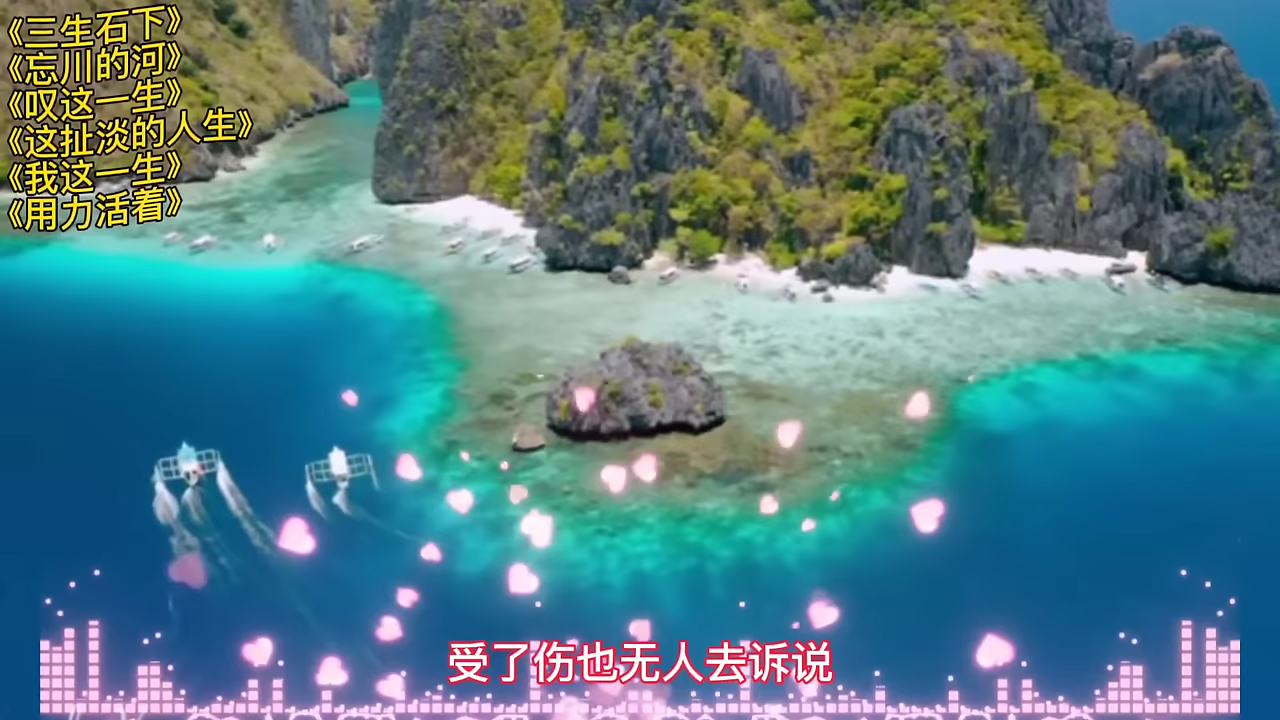 《三生石下》
《忘川的河》
《叹这一生》
《这扯淡的人生》
《我这一生》
《用力活着》
受了伤也无人去诉说